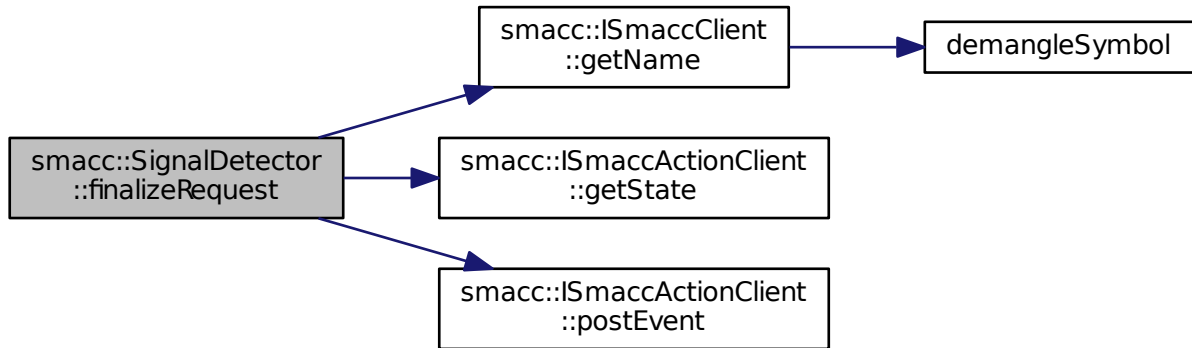 smacc::ISmaccClient
::getName
demangleSymbol
smacc::SignalDetector
::finalizeRequest
smacc::ISmaccActionClient
::getState
smacc::ISmaccActionClient
::postEvent